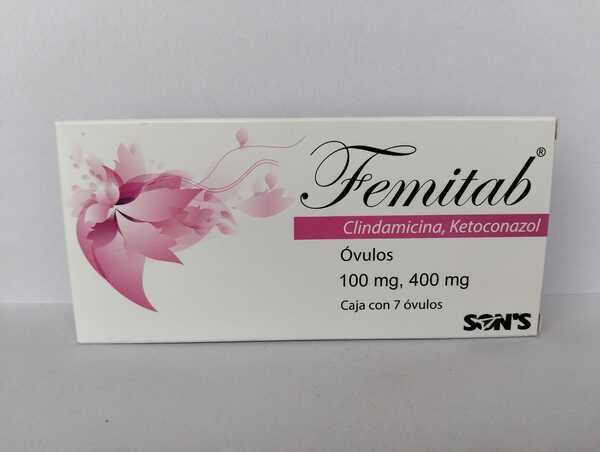 Femitab®
Clindamicina, Ketoconazol
Óvulos
100 mg, 400 mg
Caja con 7 óvulos
SON'S